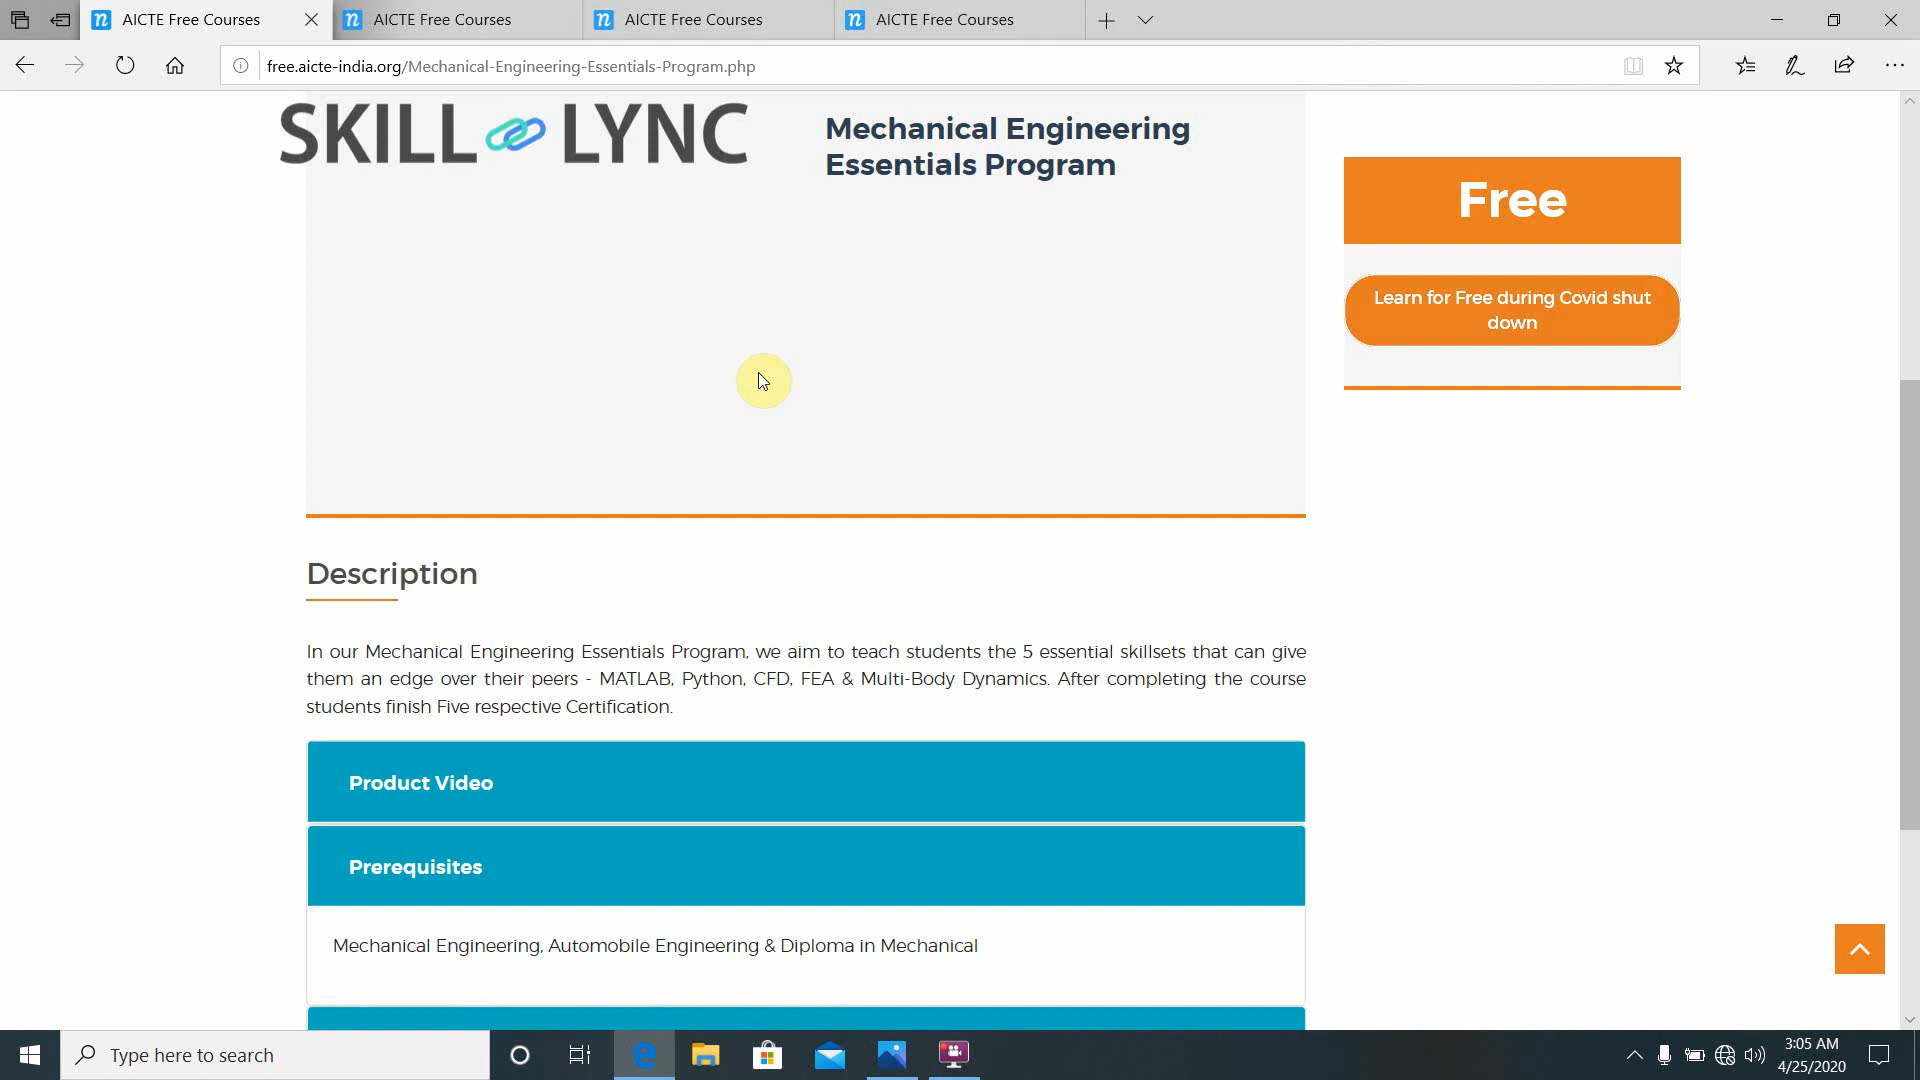 AICTE Free Courses
AICTE Free Courses
AICTE Free Courses
AICTE Free Courses
free.aicte-india.org/Mechanical-Engineering-Essentials-Program.php
SKILL LYNC
Mechanical Engineering
Essentials Program
Free
Learn for Free during Covid shut
down
Description
In our Mechanical Engineering Essentials Program, we aim to teach students the 5 essential skillsets that can give
them an edge over their peers - MATLAB, Python, CFD, FEA & Multi-Body Dynamics. After completing the course
students finish Five respective Certification.
Product Video
Prerequisites
Mechanical Engineering, Automobile Engineering & Diploma in Mechanical
Type here to search
3:05 AM
4/25/2020